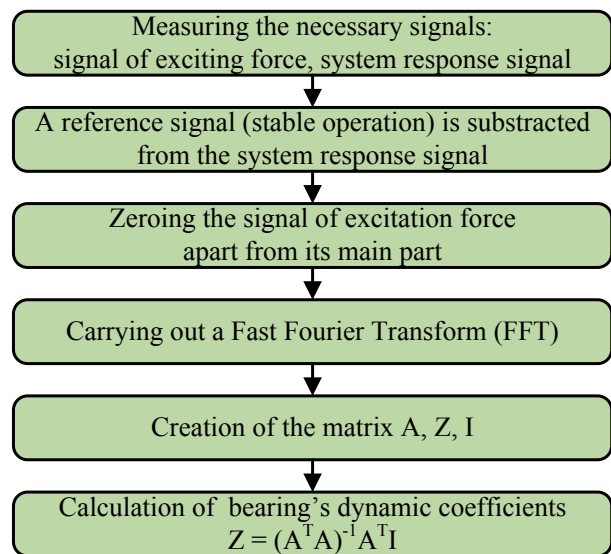 Measuring the necessary signals:
signal of exciting force, system response signal
A reference signal (stable operation) is substracted
from the system response signal
Zeroing the signal of excitation force
apart from its main part
Carrying out a Fast Fourier Transform (FFT)
Creation of the matrix A, Z, I
Calculation of bearing's dynamic coefficients
Z = (AᵀA)⁻¹AᵀI